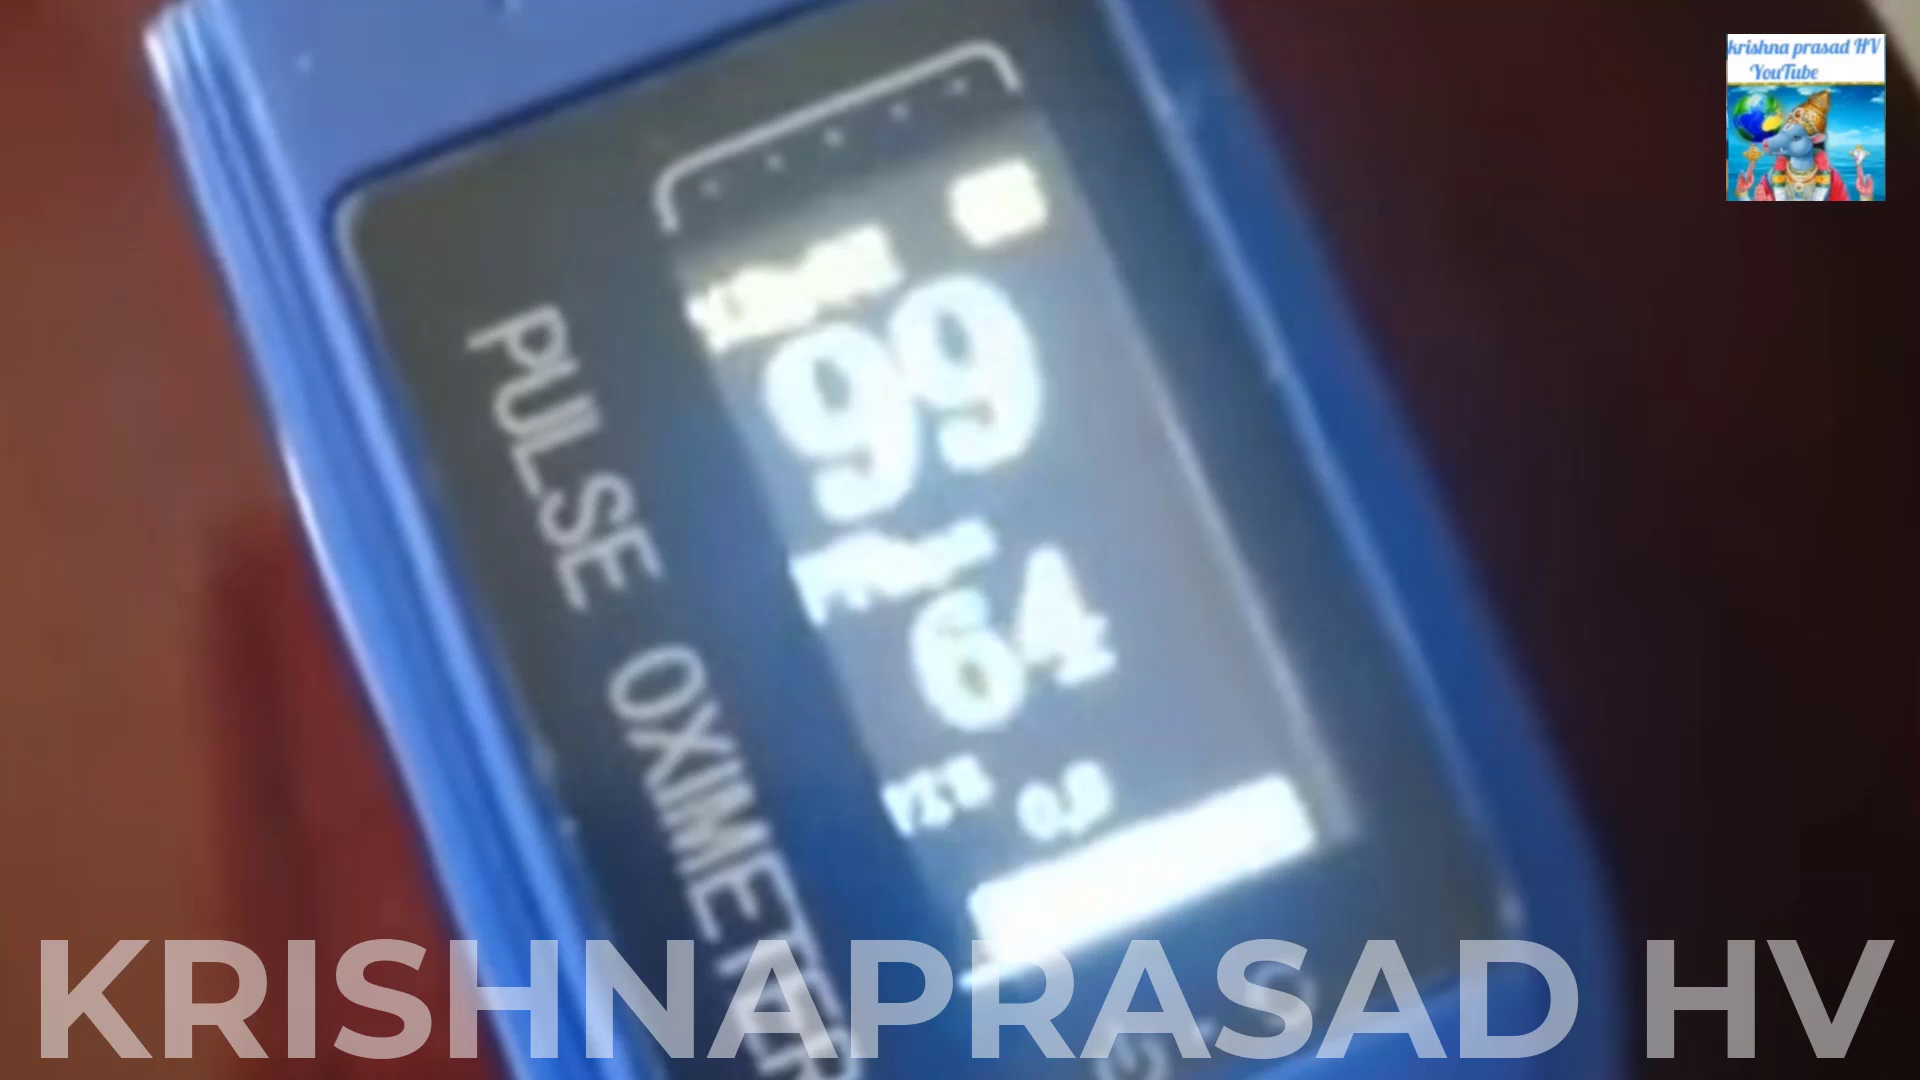 krishna prasad HV
YouTube
99
64
PULSE OXIMETER
KRISHNAPRASAD HV